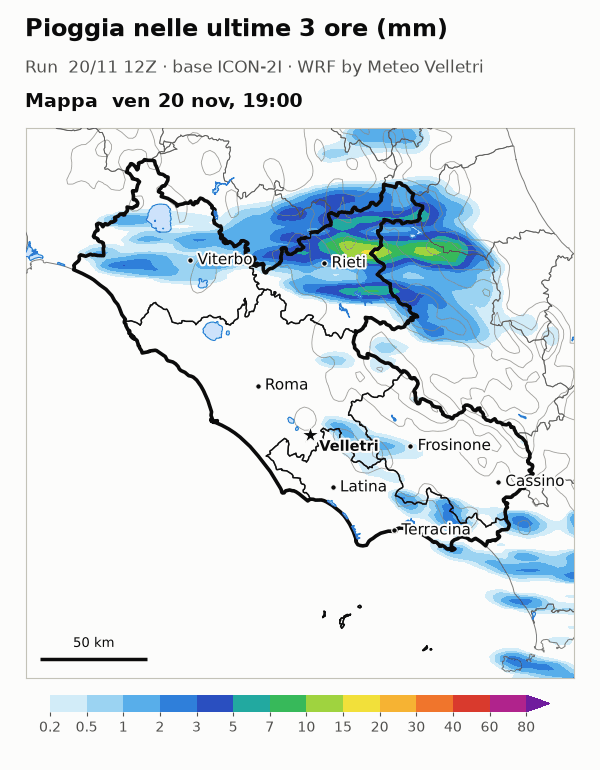 Pioggia nelle ultime 3 ore (mm)
Run 20/11 12Z · base ICON-2I · WRF by Meteo Velletri
Mappa ven 20 nov, 19:00
Viterbo
Rieti
Roma
Velletri
Frosinone
Latina
Cassino
Terracina
50 km
0.2 0.5 1 2 3 5 7 10 15 20 30 40 60 80